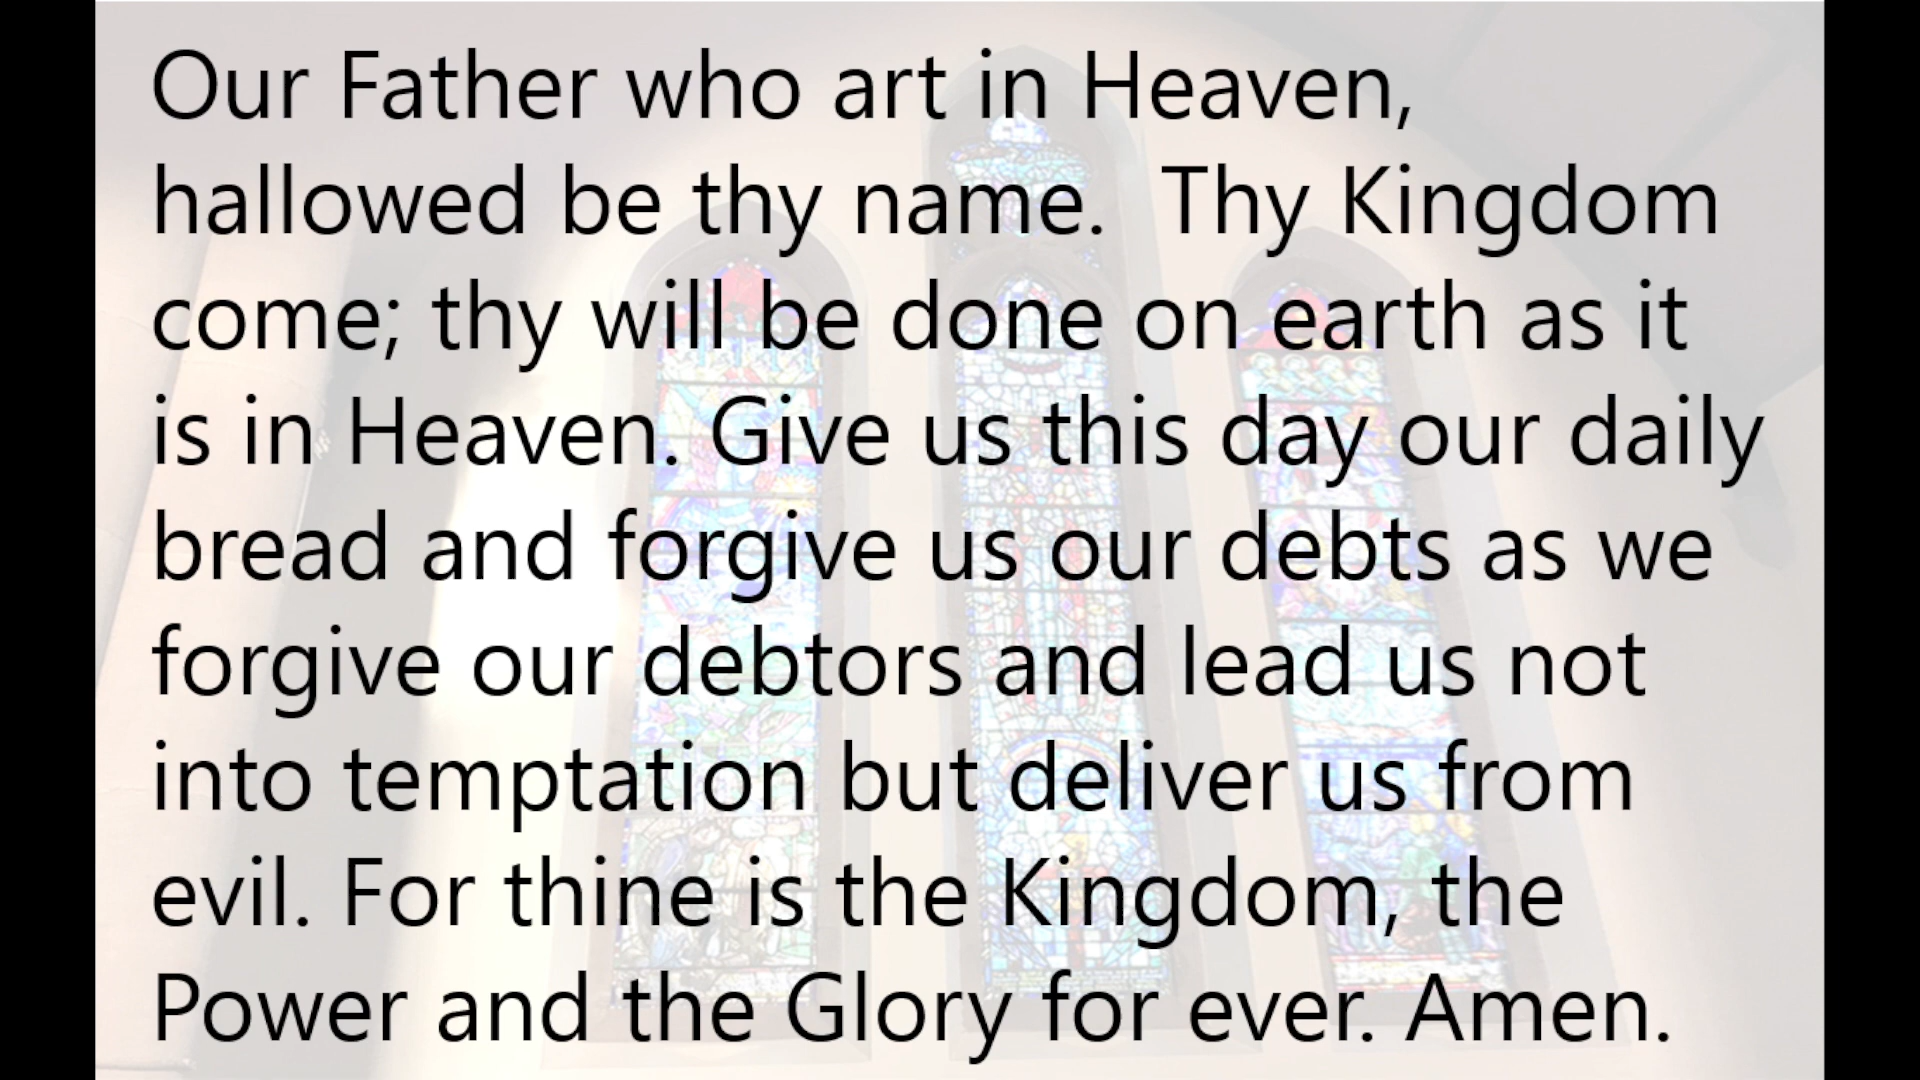 Our Father who art in Heaven,
hallowed be thy name.  Thy Kingdom
come; thy will be done on earth as it
is in Heaven. Give us this day our daily
bread and forgive us our debts as we
forgive our debtors and lead us not
into temptation but deliver us from
evil. For thine is the Kingdom, the
Power and the Glory for ever. Amen.